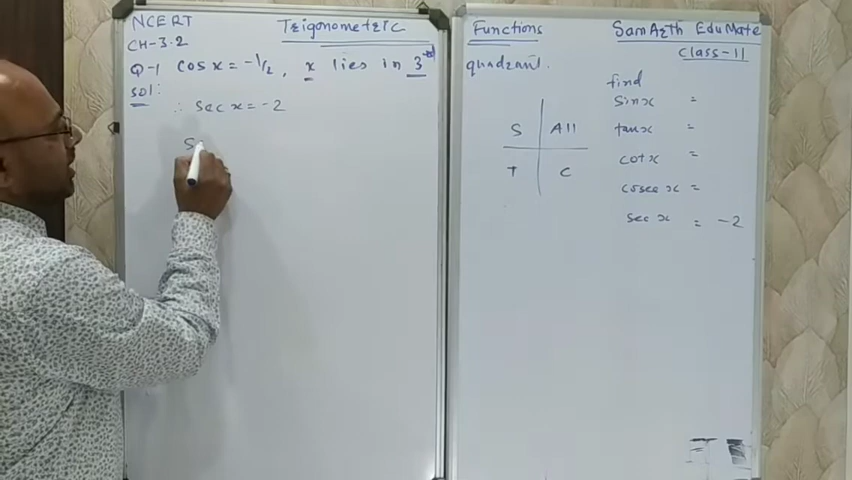 NCERT
CH-3.2
Trigonometric
Q-1 cos x = -1/2, x lies in 3rd
sol:
∴ sec x = -2
S
Functions
SamArth EduMate
Class-11
quadrant.
find
sin x =
tan x =
cot x =
cosec x =
sec x = -2
S All
T C